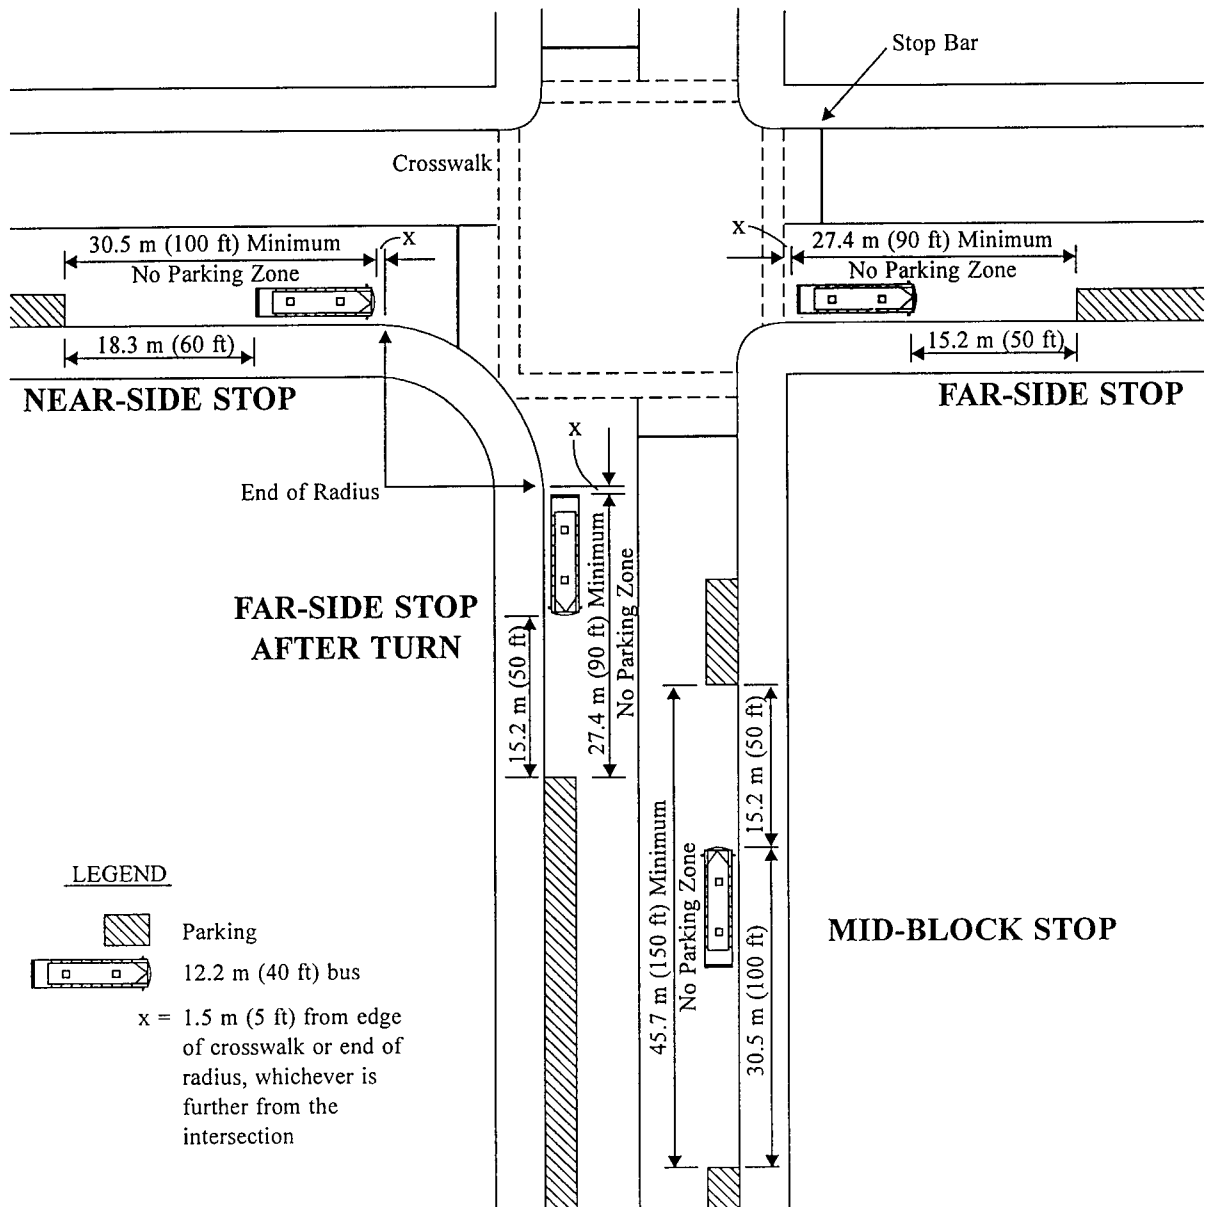 Stop Bar
Crosswalk
30.5 m (100 ft) Minimum
No Parking Zone
x
18.3 m (60 ft)
NEAR-SIDE STOP
x
27.4 m (90 ft) Minimum
No Parking Zone
15.2 m (50 ft)
FAR-SIDE STOP
x
End of Radius
FAR-SIDE STOP
AFTER TURN
15.2 m (50 ft)
27.4 m (90 ft) Minimum
No Parking Zone
45.7 m (150 ft) Minimum
No Parking Zone
15.2 m (50 ft)
30.5 m (100 ft)
MID-BLOCK STOP
LEGEND
Parking
12.2 m (40 ft) bus
x = 1.5 m (5 ft) from edge
of crosswalk or end of
radius, whichever is
further from the
intersection